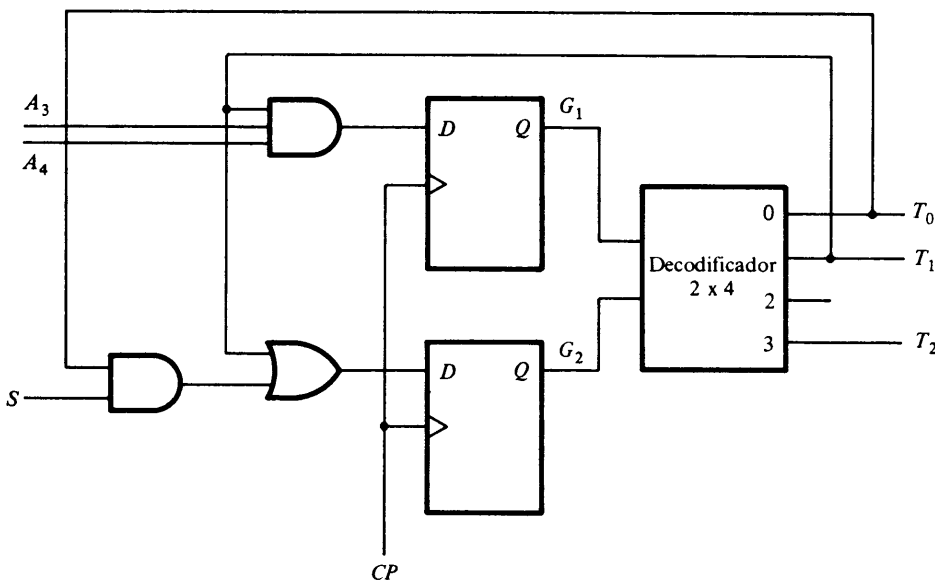 A₃
A₄
D
Q
G₁
Decodificador
2 x 4
0
2
3
T₀
T₁
T₂
S
D
Q
G₂
CP